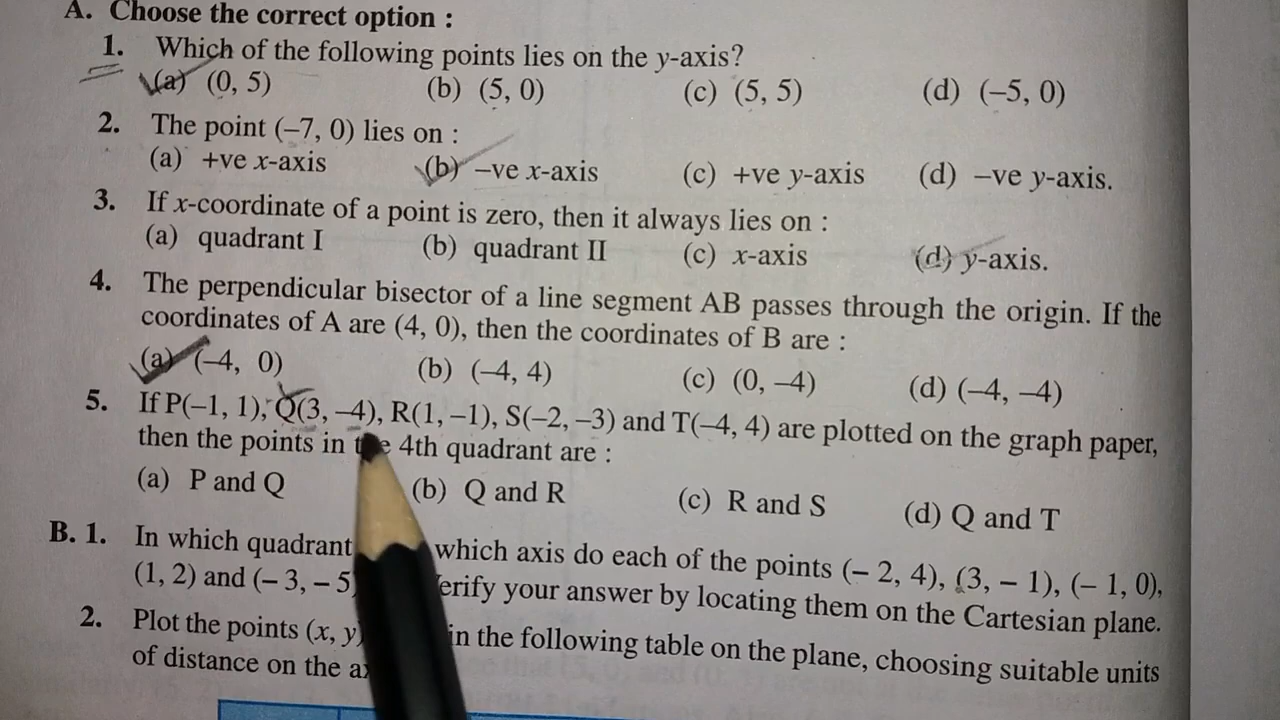 A. Choose the correct option :
1. Which of the following points lies on the y-axis?
(a) (0, 5) (b) (5, 0) (c) (5, 5) (d) (–5, 0)
2. The point (–7, 0) lies on :
(a) +ve x-axis (b) –ve x-axis (c) +ve y-axis (d) –ve y-axis.
3. If x-coordinate of a point is zero, then it always lies on :
(a) quadrant I (b) quadrant II (c) x-axis (d) y-axis.
4. The perpendicular bisector of a line segment AB passes through the origin. If the
coordinates of A are (4, 0), then the coordinates of B are :
(a) (–4, 0) (b) (–4, 4) (c) (0, –4) (d) (–4, –4)
5. If P(–1, 1), Q(3, –4), R(1, –1), S(–2, –3) and T(–4, 4) are plotted on the graph paper,
then the points in the 4th quadrant are :
(a) P and Q (b) Q and R (c) R and S (d) Q and T
B. 1. In which quadrant which axis do each of the points (– 2, 4), (3, – 1), (– 1, 0),
(1, 2) and (– 3, – 5 erify your answer by locating them on the Cartesian plane.
2. Plot the points (x, y) in the following table on the plane, choosing suitable units
of distance on the